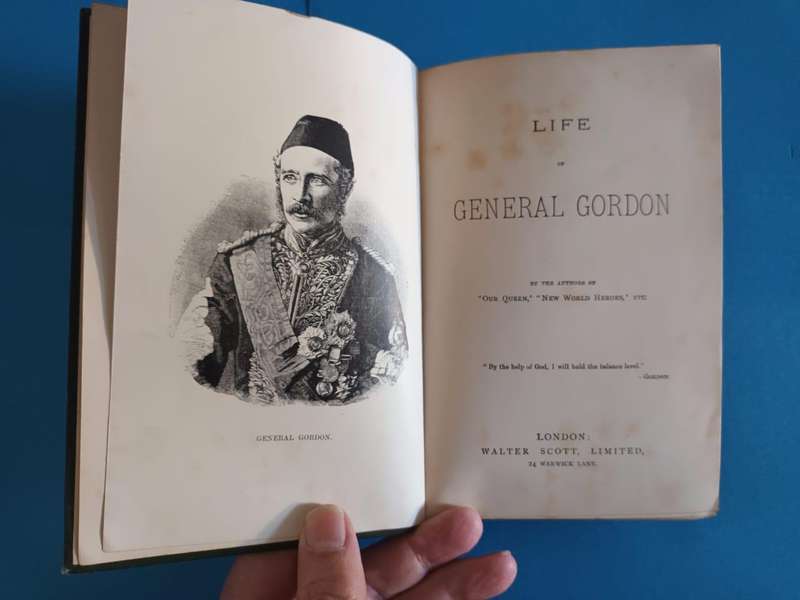 GENERAL GORDON.
LIFE
OF
GENERAL GORDON
BY THE AUTHORS OF
"OUR QUEEN," "NEW WORLD HEROES," ETC.
"By the help of God, I will hold the balance level."
- GORDON
LONDON:
WALTER SCOTT, LIMITED,
24 WARWICK LANE.